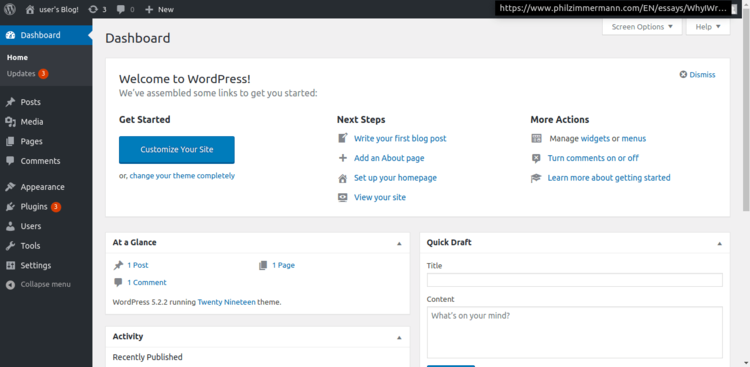 user's Blog! 3 0 + New
https://www.philzimmermann.com/EN/essays/WhyIWr...
Screen Options Help
Dashboard
Home
Updates 3
Posts
Media
Pages
Comments
Appearance
Plugins 3
Users
Tools
Settings
Collapse menu
Dashboard
Welcome to WordPress!
We've assembled some links to get you started:
Dismiss
Get Started
Customize Your Site
or, change your theme completely
Next Steps
Write your first blog post
Add an About page
Set up your homepage
View your site
More Actions
Manage widgets or menus
Turn comments on or off
Learn more about getting started
At a Glance
1 Post 1 Page
1 Comment
WordPress 5.2.2 running Twenty Nineteen theme.
Activity
Recently Published
Quick Draft
Title
Content
What's on your mind?